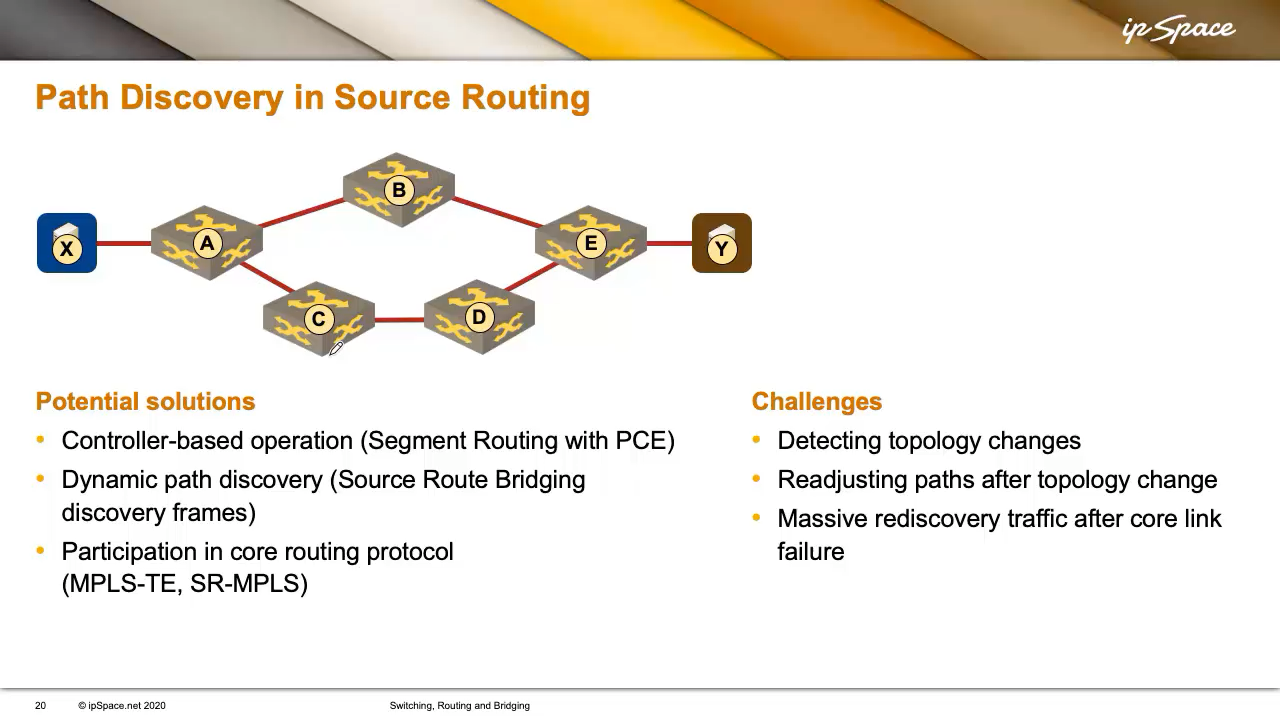 ip Space
Path Discovery in Source Routing
B
X
A
E
Y
C
D
Potential solutions
• Controller-based operation (Segment Routing with PCE)
• Dynamic path discovery (Source Route Bridging
discovery frames)
• Participation in core routing protocol
(MPLS-TE, SR-MPLS)
Challenges
• Detecting topology changes
• Readjusting paths after topology change
• Massive rediscovery traffic after core link
failure
20 © ipSpace.net 2020 Switching, Routing and Bridging